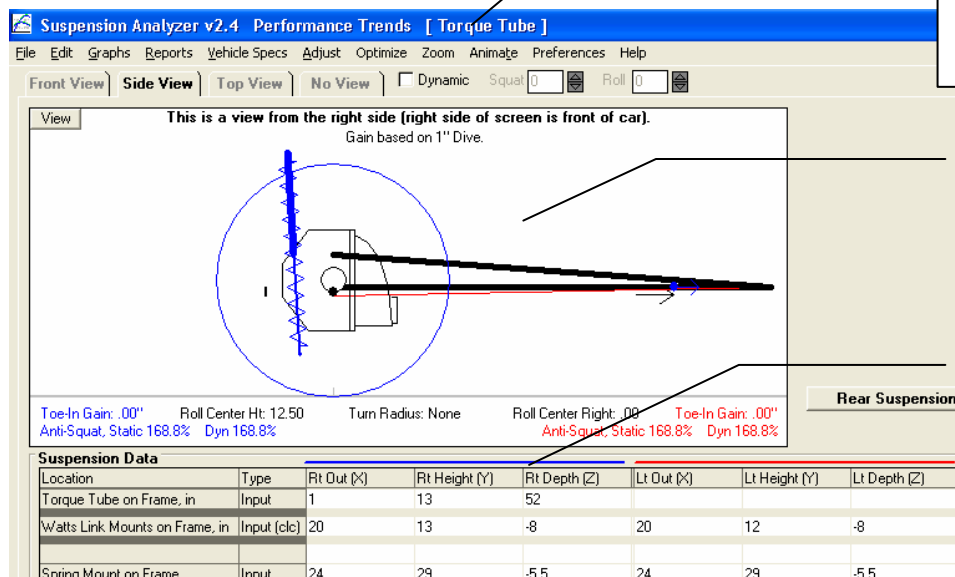 Suspension Analyzer v2.4 Performance Trends [ Torque Tube ]
File Edit Graphs Reports Vehicle Specs Adjust Optimize Zoom Animate Preferences Help
Front View Side View Top View No View Dynamic Squat 0 Roll 0
View
This is a view from the right side (right side of screen is front of car).
Gain based on 1" Dive.
Toe-In Gain: .00" Roll Center Ht: 12.50 Turn Radius: None Roll Center Right: .00 Toe-In Gain: .00"
Anti-Squat, Static 168.8% Dyn 168.8% Anti-Squat, Static 168.8% Dyn 168.8%
Rear Suspension
Suspension Data
Location Type Rt Out (X) Rt Height (Y) Rt Depth (Z) Lt Out (X) Lt Height (Y) Lt Depth (Z)
Torque Tube on Frame, in Input 1 13 52
Watts Link Mounts on Frame, in Input (clc) 20 13 -8 20 12 -8
Spring Mount on Frame Input 24 29 -5.5 24 29 -5.5